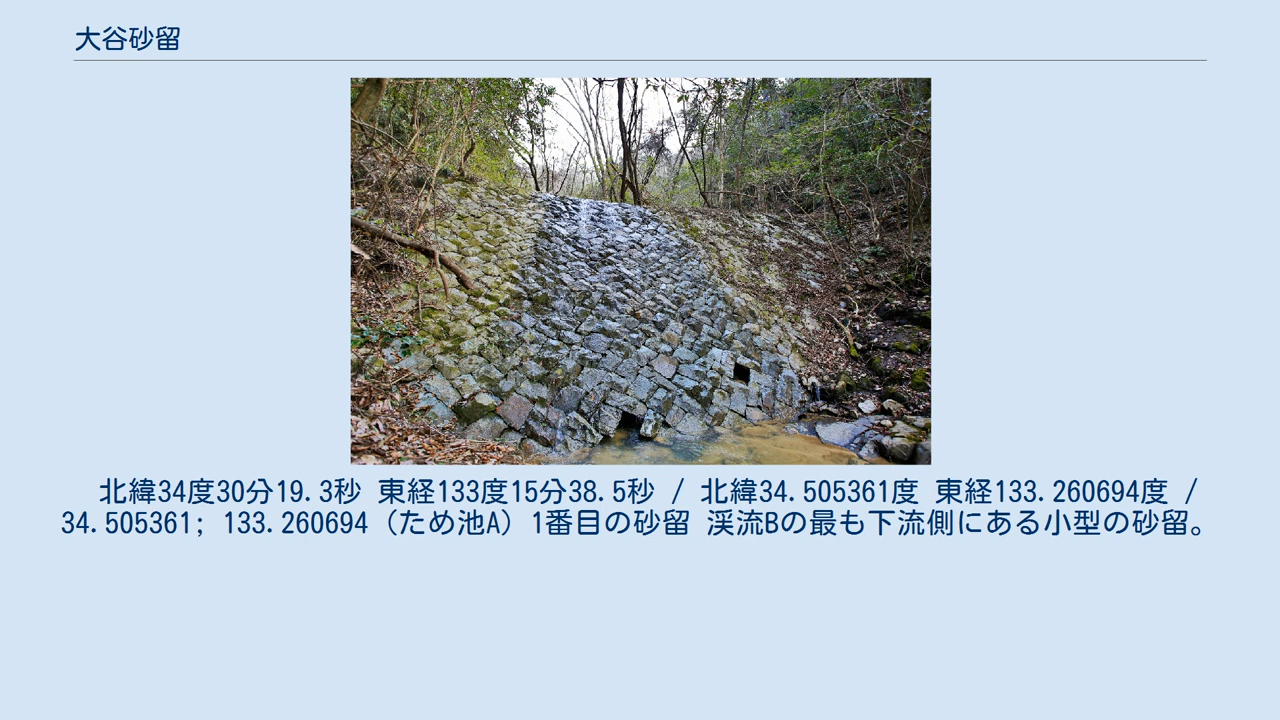 大谷砂留
北緯34度30分19.3秒 東経133度15分38.5秒 / 北緯34.505361度 東経133.260694度 /
34.505361; 133.260694（ため池A）1番目の砂留 渓流Bの最も下流側にある小型の砂留。